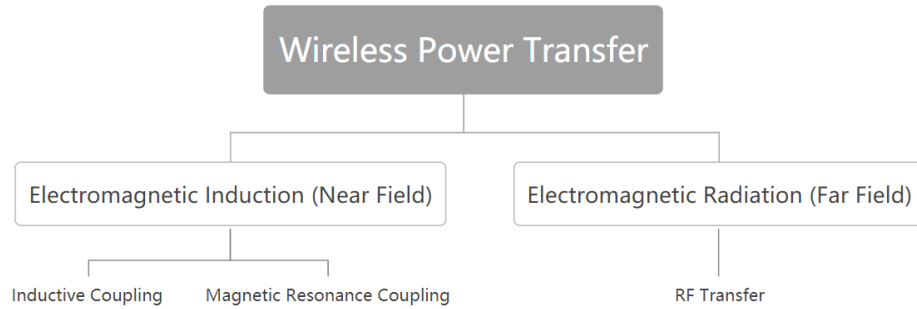 Wireless Power Transfer
Electromagnetic Induction (Near Field)
Electromagnetic Radiation (Far Field)
Inductive Coupling
Magnetic Resonance Coupling
RF Transfer